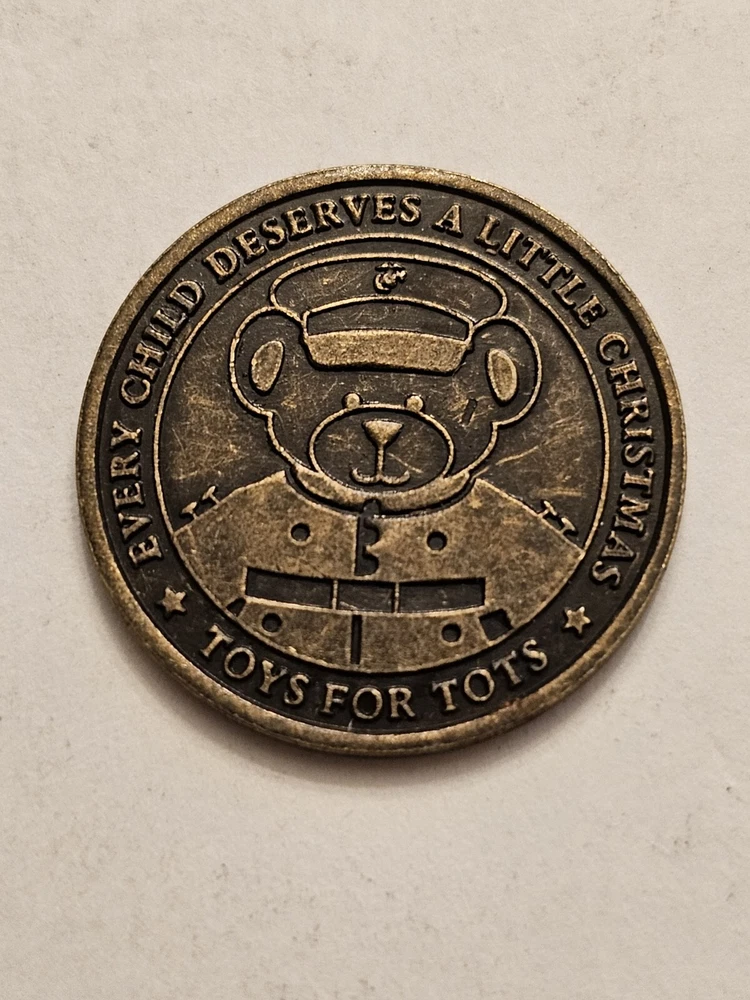 EVERY CHILD DESERVES A LITTLE CHRISTMAS
TOYS FOR TOTS